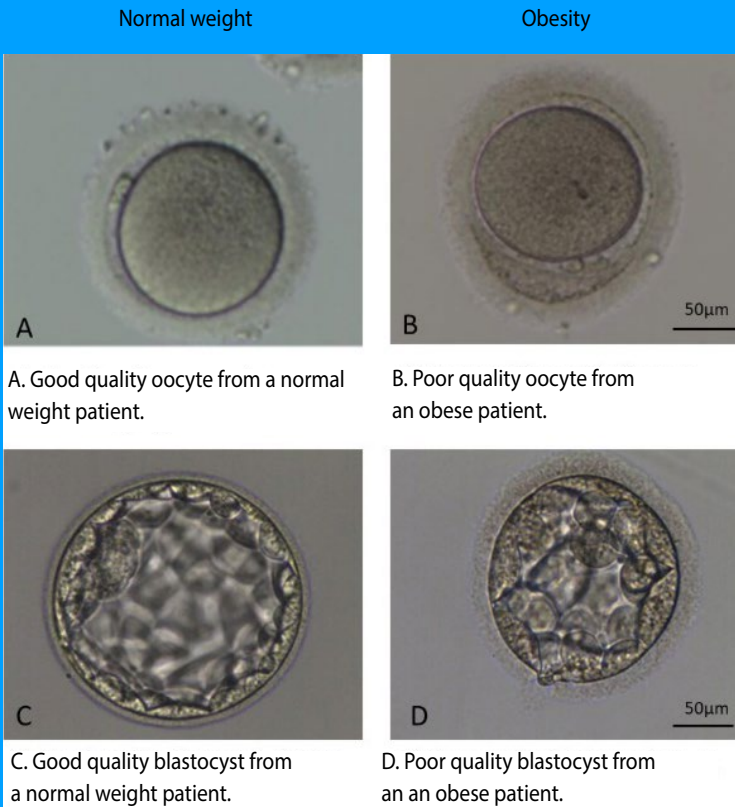 Normal weight
Obesity
A
B
50μm
A. Good quality oocyte from a normal
weight patient.
B. Poor quality oocyte from
an obese patient.
C
D
50μm
C. Good quality blastocyst from
a normal weight patient.
D. Poor quality blastocyst from
an an obese patient.